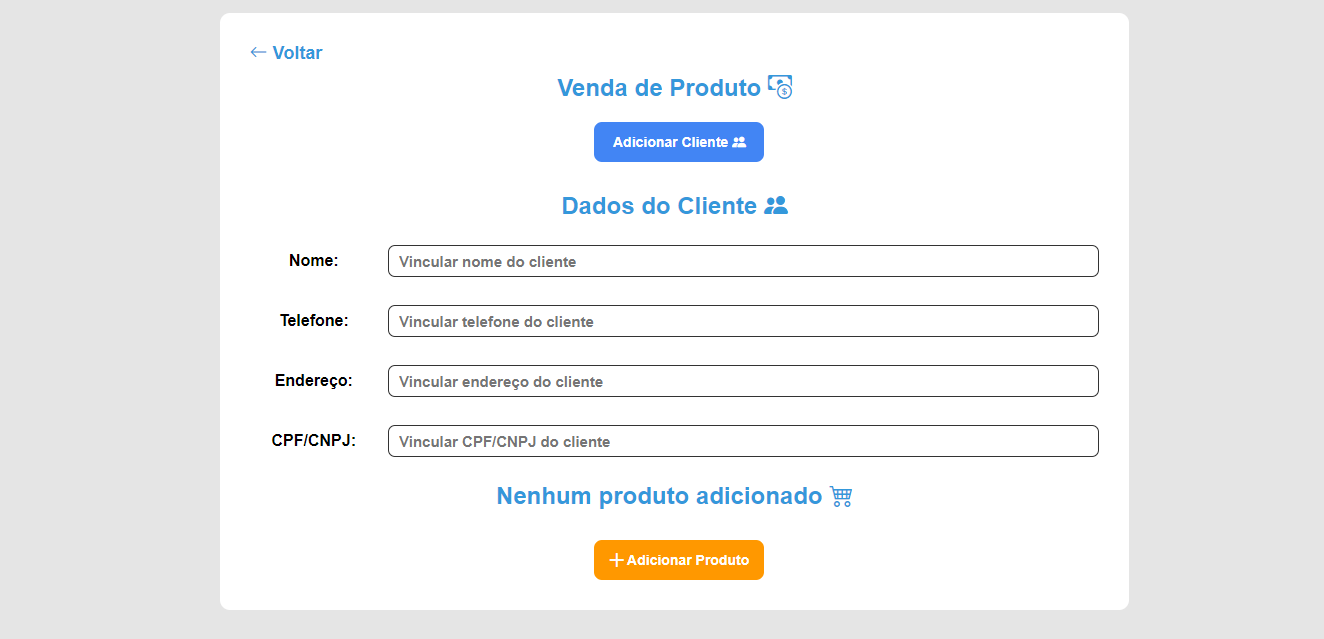 Voltar
Venda de Produto
Adicionar Cliente
Dados do Cliente
Nome: Vincular nome do cliente
Telefone: Vincular telefone do cliente
Endereço: Vincular endereço do cliente
CPF/CNPJ: Vincular CPF/CNPJ do cliente
Nenhum produto adicionado
Adicionar Produto